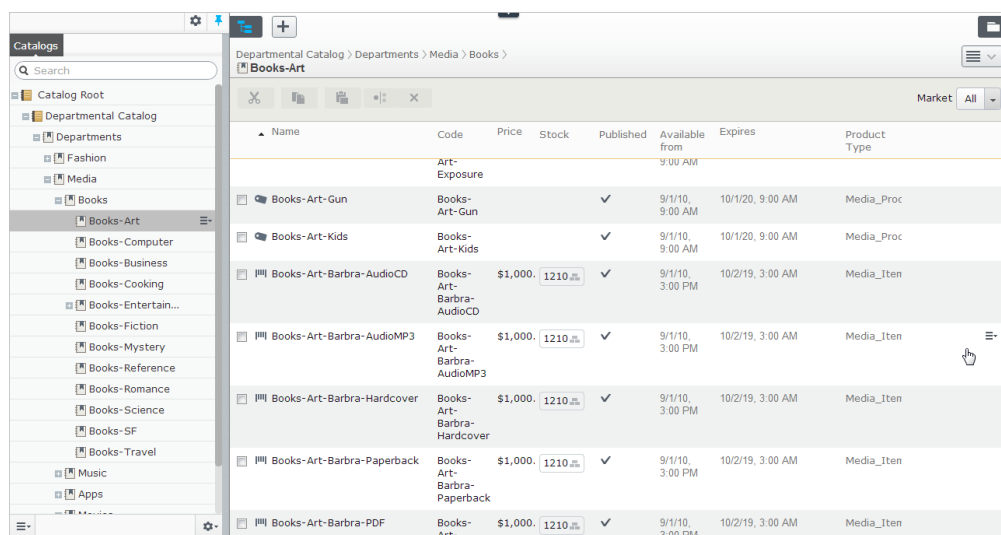 Catalogs
Search
Catalog Root
Departmental Catalog
Departments
Fashion
Media
Books
Books-Art
Books-Computer
Books-Business
Books-Cooking
Books-Entertain...
Books-Fiction
Books-Mystery
Books-Reference
Books-Romance
Books-Science
Books-SF
Books-Travel
Music
Apps
Movies
Departmental Catalog > Departments > Media > Books >
Books-Art
Market All
Name Code Price Stock Published Available from Expires Product Type
Art- 9:00 AM
Exposure
Books-Art-Gun Books- 9/1/10, 10/1/20, 9:00 AM Media_Proc
Art-Gun 9:00 AM
Books-Art-Kids Books- 9/1/10, 10/1/20, 9:00 AM Media_Proc
Art-Kids 9:00 AM
Books-Art-Barbra-AudioCD Books- $1,000. 1210 9/1/10, 10/2/19, 3:00 AM Media_Iten
Art- 3:00 PM
Barbra-
AudioCD
Books-Art-Barbra-AudioMP3 Books- $1,000. 1210 9/1/10, 10/2/19, 3:00 AM Media_Iten
Art- 3:00 PM
Barbra-
AudioMP3
Books-Art-Barbra-Hardcover Books- $1,000. 1210 9/1/10, 10/2/19, 3:00 AM Media_Iten
Art- 3:00 PM
Barbra-
Hardcover
Books-Art-Barbra-Paperback Books- $1,000. 1210 9/1/10, 10/2/19, 3:00 AM Media_Iten
Art- 3:00 PM
Barbra-
Paperback
Books-Art-Barbra-PDF Books- $1,000. 1210 9/1/10, 10/2/19, 3:00 AM Media_Iten
Art- 3:00 PM